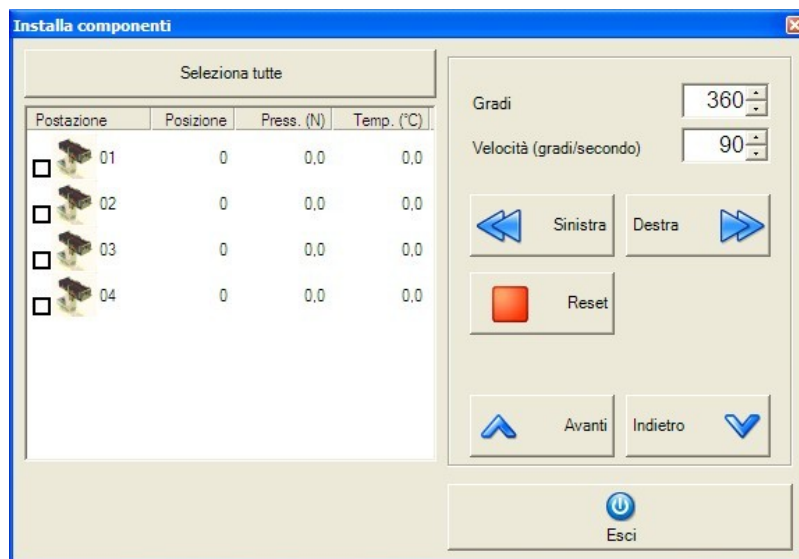 Installa componenti
Seleziona tutte
Postazione Posizione Press. (N) Temp. (°C)
01 0 0,0 0,0
02 0 0,0 0,0
03 0 0,0 0,0
04 0 0,0 0,0
Gradi 360
Velocità (gradi/secondo) 90
Sinistra Destra
Reset
Avanti Indietro
Esci